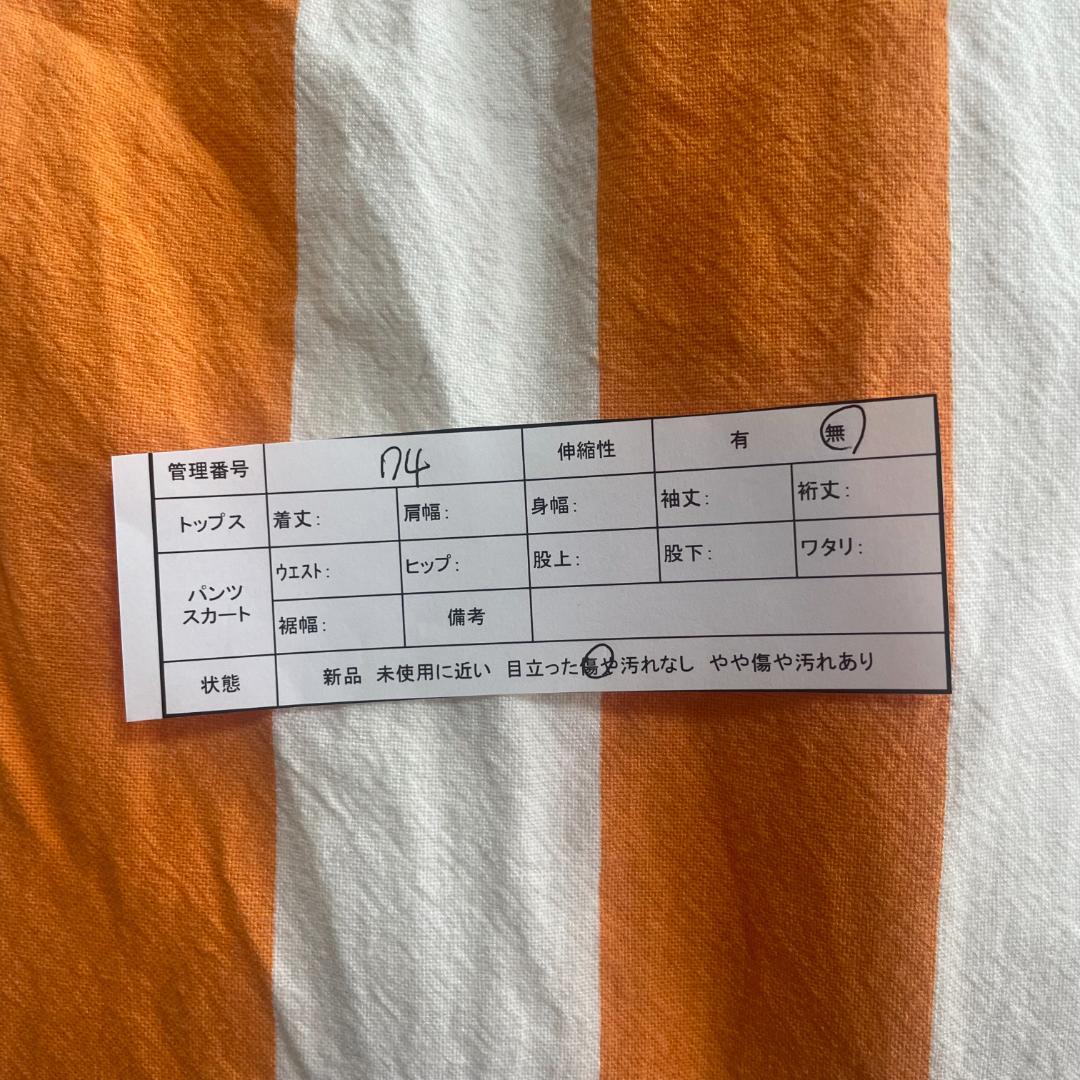 管理番号 74 伸縮性 有 無
トップス 着丈: 肩幅: 身幅: 袖丈: 裄丈:
パンツ スカート ウエスト: ヒップ: 股上: 股下: ワタリ:
裾幅: 備考
状態 新品 未使用に近い 目立った傷や汚れなし やや傷や汚れあり